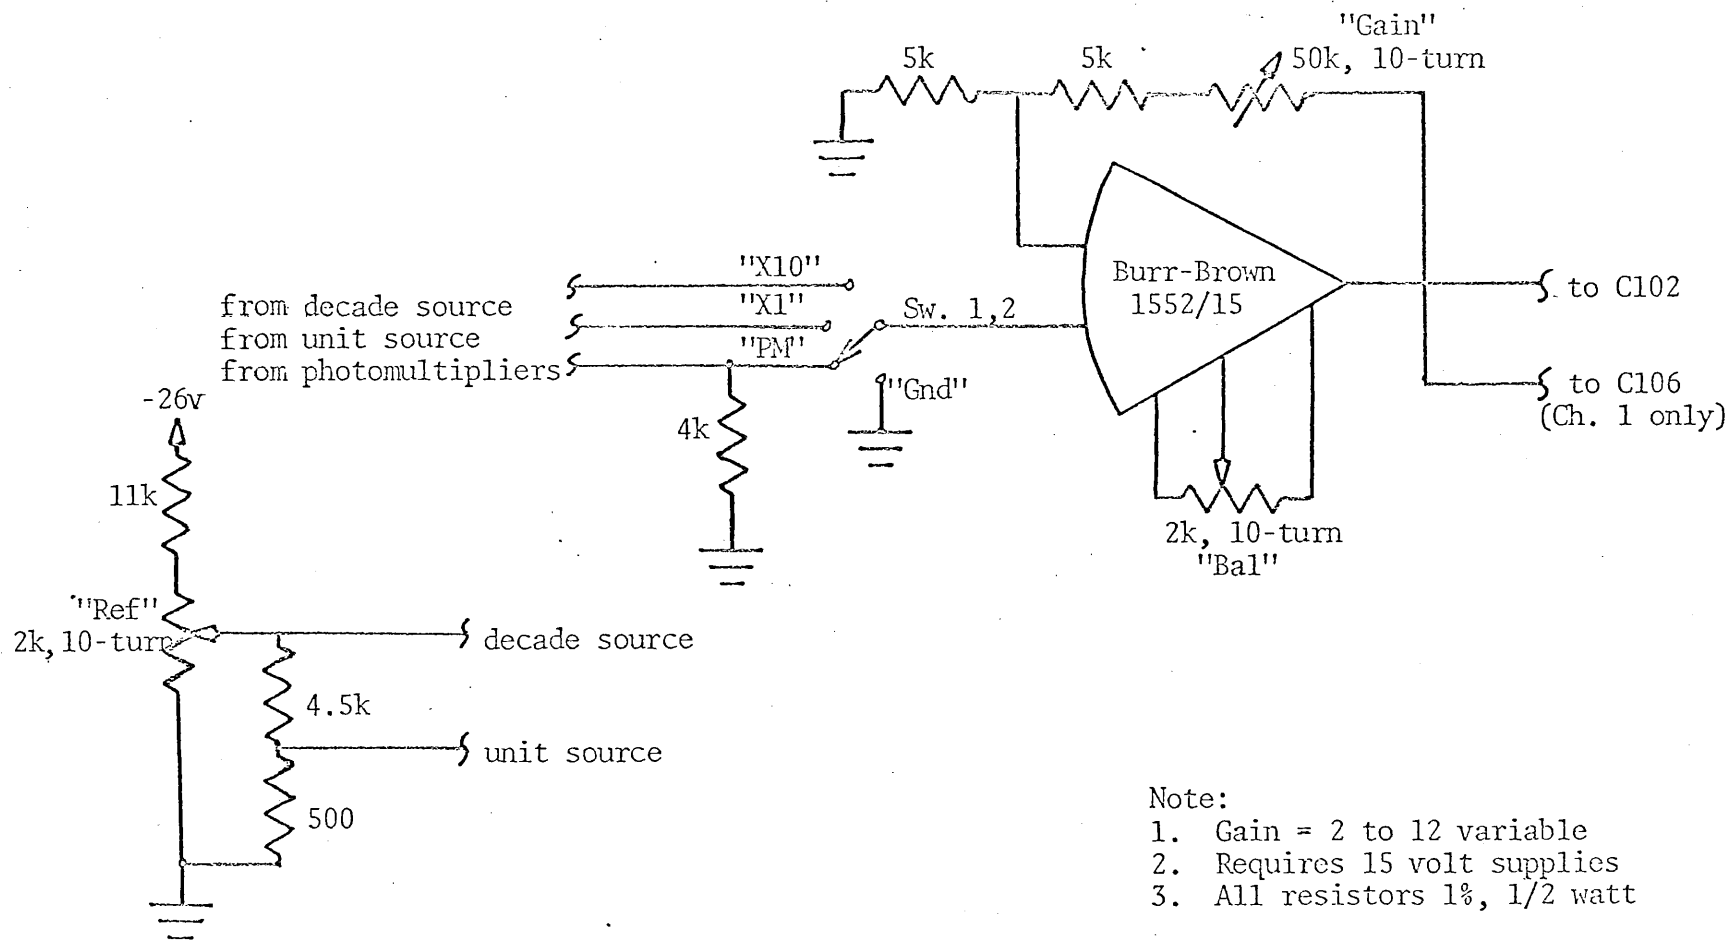 "Gain"
5k
5k
50k, 10-turn
"X10"
from decade source
"X1"
Sw. 1,2
from unit source
"PM"
from photomultipliers
Burr-Brown
1552/15
to C102
to C106
(Ch. 1 only)
"Gnd"
-26v
4k
11k
2k, 10-turn
"Bal"
"Ref"
2k, 10-turn
decade source
4.5k
unit source
500
Note:
1. Gain = 2 to 12 variable
2. Requires 15 volt supplies
3. All resistors 1%, 1/2 watt